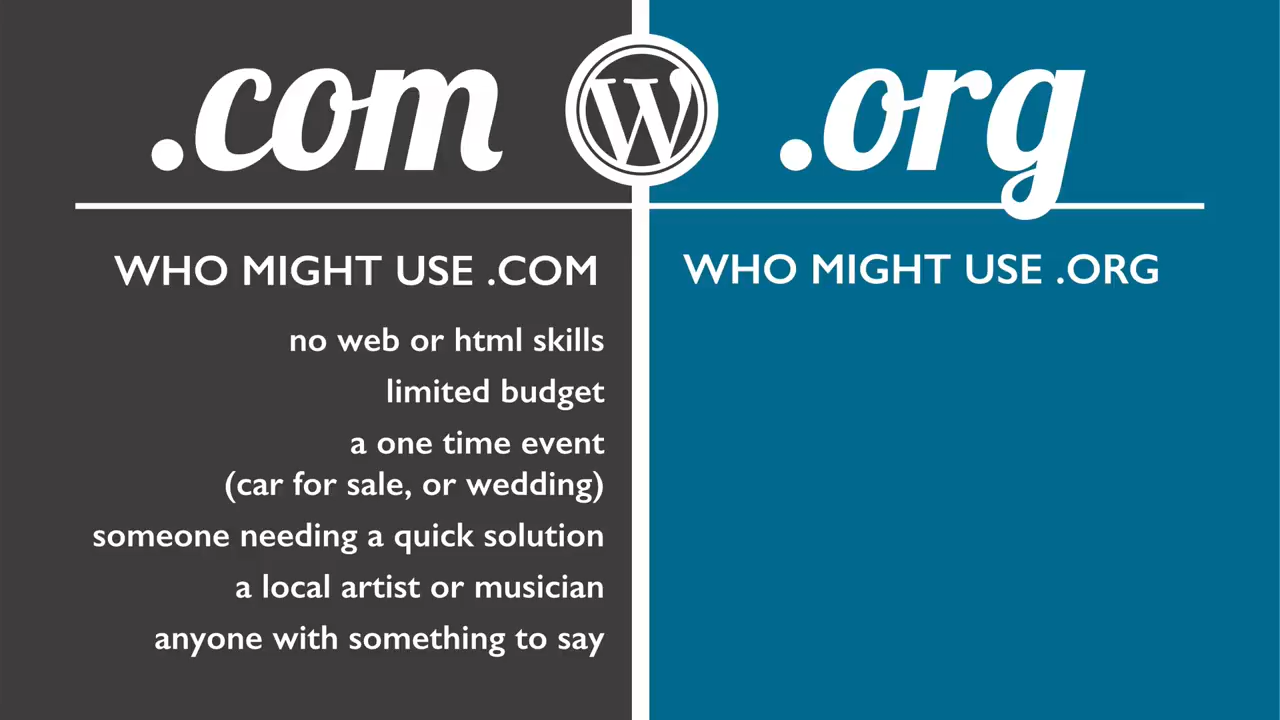 .com
W
.org
WHO MIGHT USE .COM
no web or html skills
limited budget
a one time event
(car for sale, or wedding)
someone needing a quick solution
a local artist or musician
anyone with something to say
WHO MIGHT USE .ORG